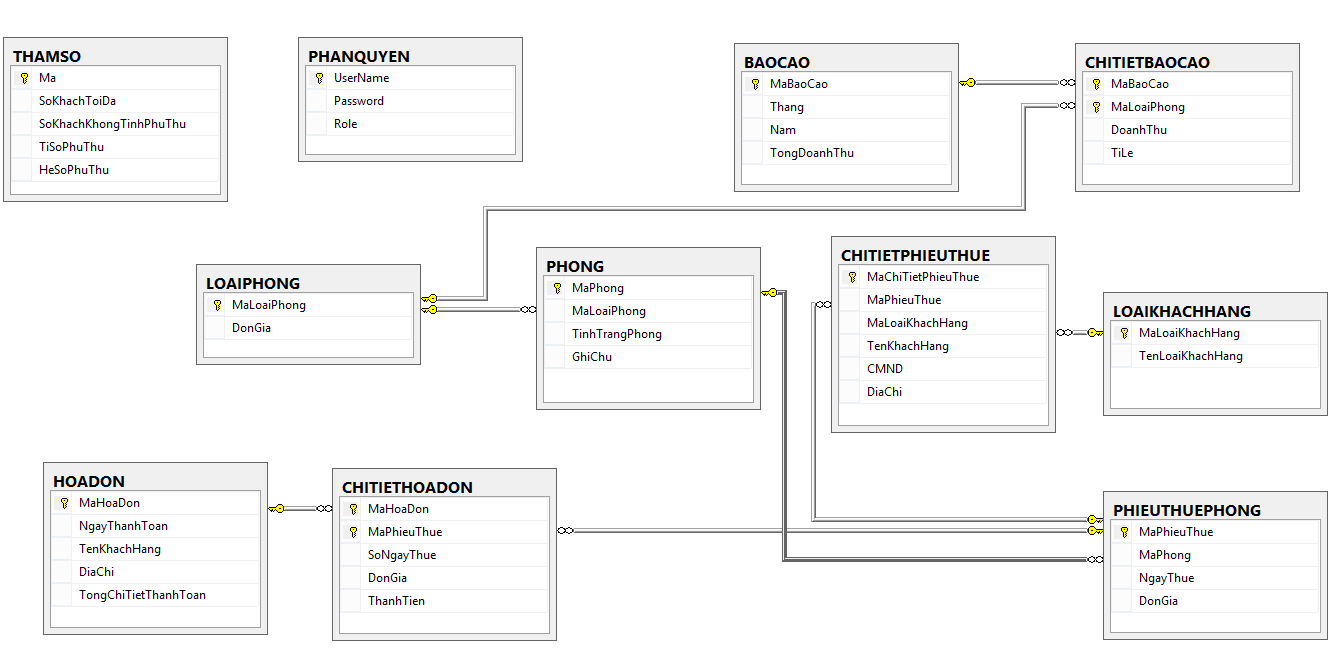 THAMSO
Ma
SoKhachToiDa
SoKhachKhongTinhPhuThu
TiSoPhuThu
HeSoPhuThu
PHANQUYEN
UserName
Password
Role
BAOCAO
MaBaoCao
Thang
Nam
TongDoanhThu
CHITIETBAOCAO
MaBaoCao
MaLoaiPhong
DoanhThu
TiLe
LOAIPHONG
MaLoaiPhong
DonGia
PHONG
MaPhong
MaLoaiPhong
TinhTrangPhong
GhiChu
CHITIETPHIEUTHUE
MaChiTietPhieuThue
MaPhieuThue
MaLoaiKhachHang
TenKhachHang
CMND
DiaChi
LOAIKHACHHANG
MaLoaiKhachHang
TenLoaiKhachHang
HOADON
MaHoaDon
NgayThanhToan
TenKhachHang
DiaChi
TongChiTietThanhToan
CHITIETHOADON
MaHoaDon
MaPhieuThue
SoNgayThue
DonGia
ThanhTien
PHIEUTHUEPHONG
MaPhieuThue
MaPhong
NgayThue
DonGia